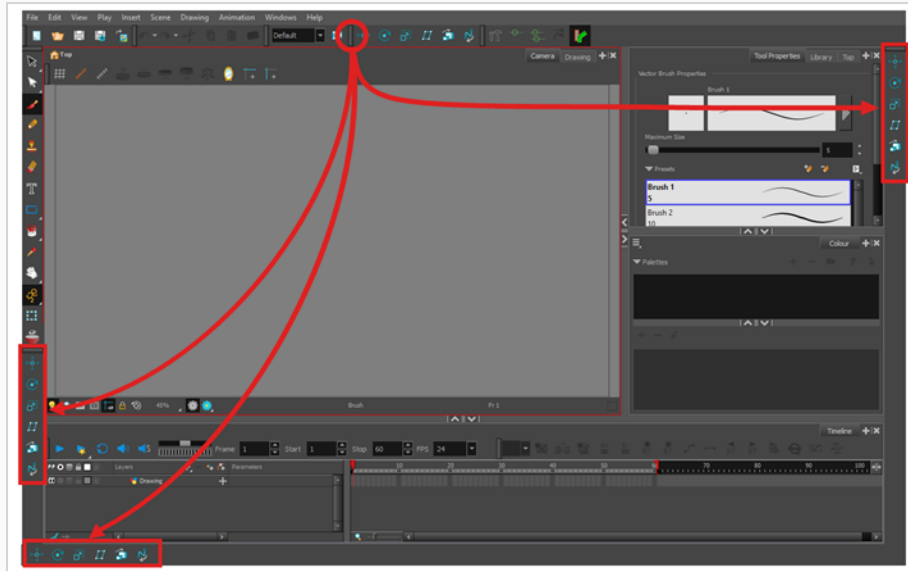 File Edit View Play Insert Scene Drawing Animation Windows Help
Default
Top
Camera Drawing
Tool Properties Library Top
Vector Brush Properties
Brush 1
Maximum Size
5
Presets
Brush 1
5
Brush 2
10
Colour
Palettes
45%
Brush
Fr 1
Timeline
Frame 1 Start 1 Stop 60 FPS 24
Layers Parameters
10 20 30 40 50 60 70 80 90 100
Drawing